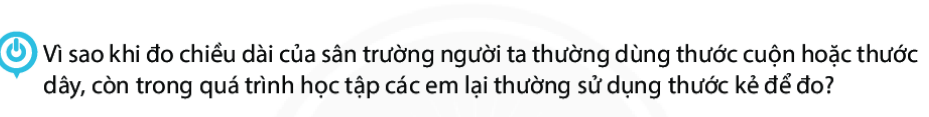 Vì sao khi đo chiều dài của sân trường người ta thường dùng thước cuộn hoặc thước
dây, còn trong quá trình học tập các em lại thường sử dụng thước kẻ để đo?